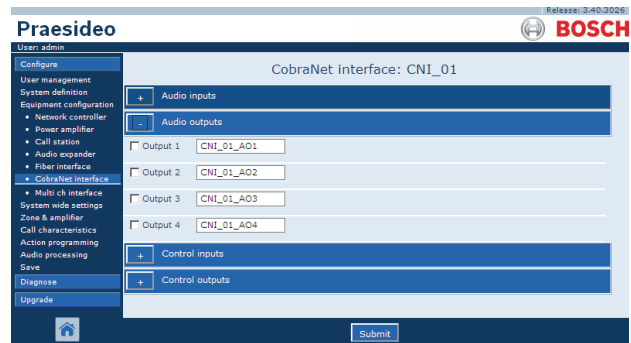 Release: 3.40.3026
Praesideo
BOSCH
User: admin
Configure
User management
System definition
Equipment configuration
• Network controller
• Power amplifier
• Call station
• Audio expander
• Fiber interface
• CobraNet interface
• Multi ch interface
System wide settings
Zone & amplifier
Call characteristics
Action programming
Audio processing
Save
Diagnose
Upgrade
CobraNet interface: CNI_01
+ Audio inputs
- Audio outputs
Output 1 CNI_01_AO1
Output 2 CNI_01_AO2
Output 3 CNI_01_AO3
Output 4 CNI_01_AO4
+ Control inputs
+ Control outputs
Submit